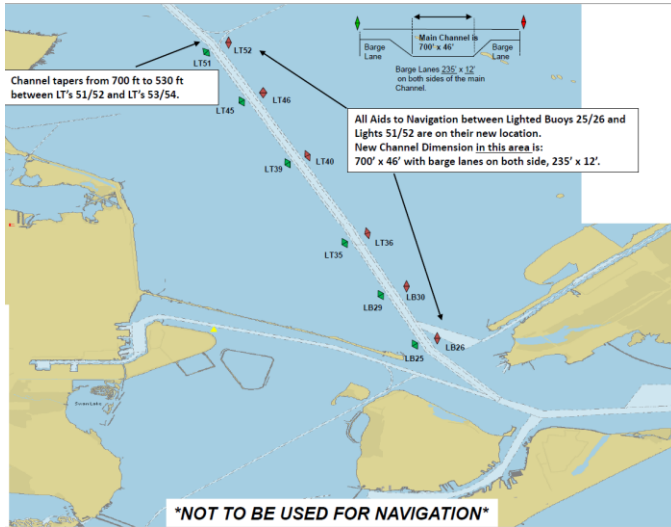 Main Channel is
700' x 46'
Barge
Lane
Barge
Lane
Barge Lanes 235' x 12'
on both sides of the main
Channel.
LT51
LT52
Channel tapers from 700 ft to 530 ft
between LT's 51/52 and LT's 53/54.
LT45
LT46
All Aids to Navigation between Lighted Buoys 25/26 and
Lights 51/52 are on their new location.
New Channel Dimension in this area is:
700' x 46' with barge lanes on both side, 235' x 12'.
LT39
LT40
LT36
LT35
LB30
LB29
LB26
LB25
Swan Lake
*NOT TO BE USED FOR NAVIGATION*